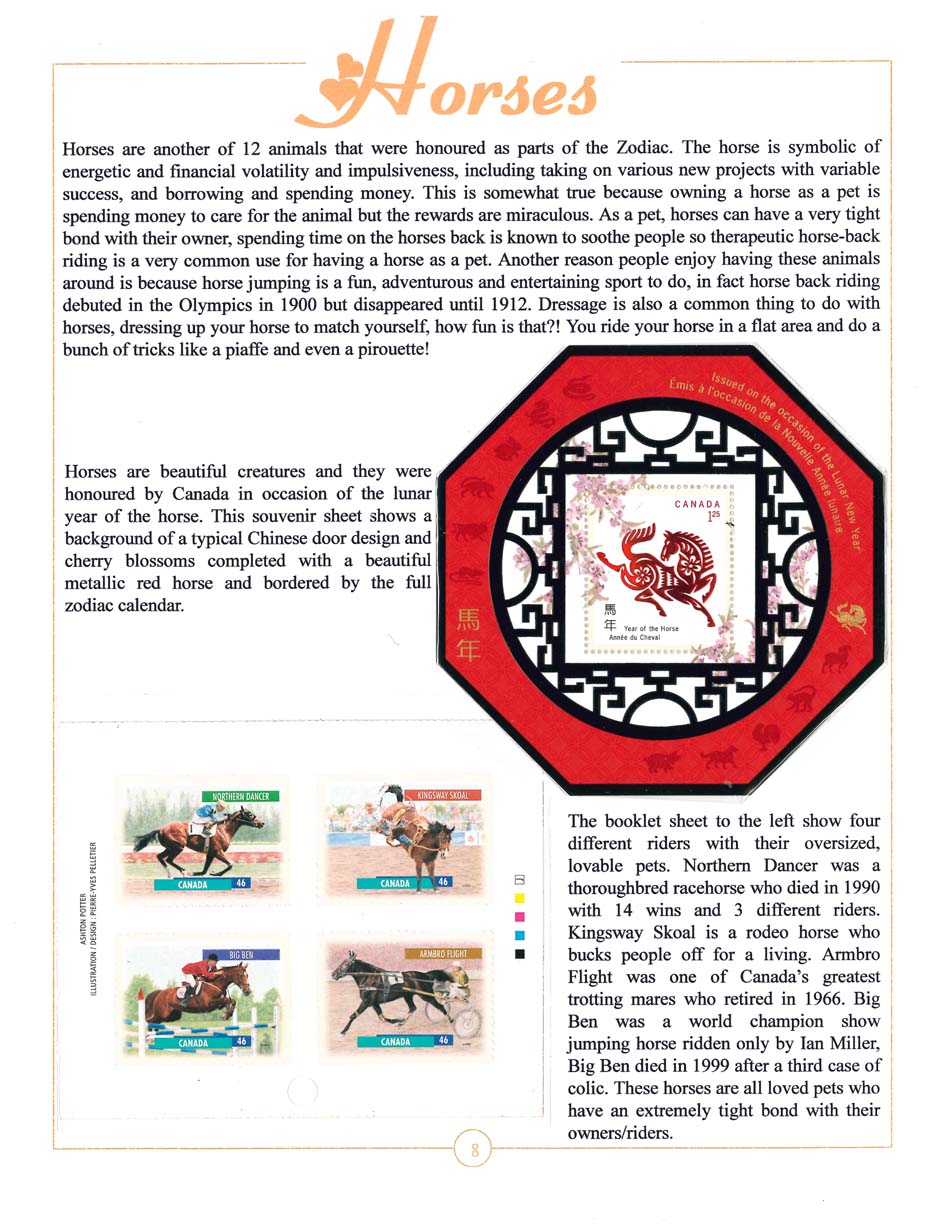 Horses
Horses are another of 12 animals that were honoured as parts of the Zodiac. The horse is symbolic of
energetic and financial volatility and impulsiveness, including taking on various new projects with variable
success, and borrowing and spending money. This is somewhat true because owning a horse as a pet is
spending money to care for the animal but the rewards are miraculous. As a pet, horses can have a very tight
bond with their owner, spending time on the horses back is known to soothe people so therapeutic horse-back
riding is a very common use for having a horse as a pet. Another reason people enjoy having these animals
around is because horse jumping is a fun, adventurous and entertaining sport to do, in fact horse back riding
debuted in the Olympics in 1900 but disappeared until 1912. Dressage is also a common thing to do with
horses, dressing up your horse to match yourself, how fun is that?! You ride your horse in a flat area and do a
bunch of tricks like a piaffe and even a pirouette!
Issued on the occasion of the Lunar New Year
Émis à l'occasion de la Nouvelle Année lunaire
Horses are beautiful creatures and they were
honoured by Canada in occasion of the lunar
year of the horse. This souvenir sheet shows a
background of a typical Chinese door design and
cherry blossoms completed with a beautiful
metallic red horse and bordered by the full
zodiac calendar.
CANADA
125
馬
年
Year of the Horse
Année du Cheval
馬
年
NORTHERN DANCER
1
CANADA 46
KINGSWAY SKOAL
CANADA 46
BIG BEN
CANADA 46
ARMBRO FLIGHT
CANADA 46
ASHTON POTTER
ILLUSTRATION / DESIGN : PIERRE-YVES PELLETIER
The booklet sheet to the left show four
different riders with their oversized,
lovable pets. Northern Dancer was a
thoroughbred racehorse who died in 1990
with 14 wins and 3 different riders.
Kingsway Skoal is a rodeo horse who
bucks people off for a living. Armbro
Flight was one of Canada's greatest
trotting mares who retired in 1966. Big
Ben was a world champion show
jumping horse ridden only by Ian Miller,
Big Ben died in 1999 after a third case of
colic. These horses are all loved pets who
have an extremely tight bond with their
owners/riders.
8